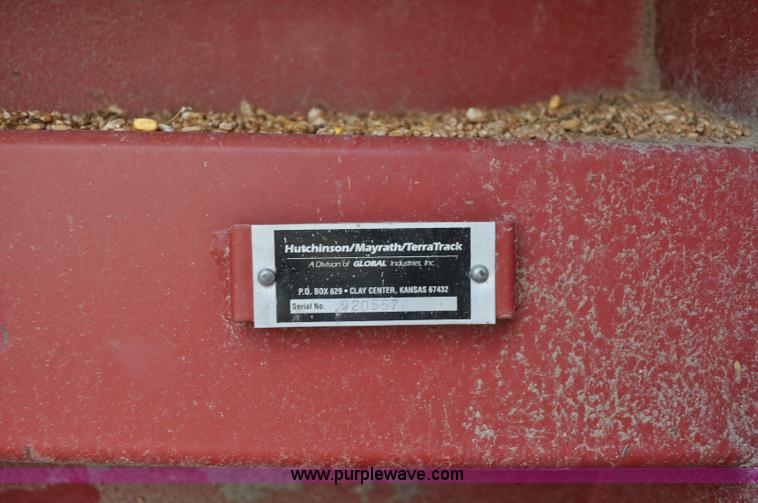 Hutchinson/Mayrath/TerraTrack
A Division of GLOBAL Industries, Inc.
P.O. BOX 629 • CLAY CENTER, KANSAS 67432
Serial No. 920557
www.purplewave.com